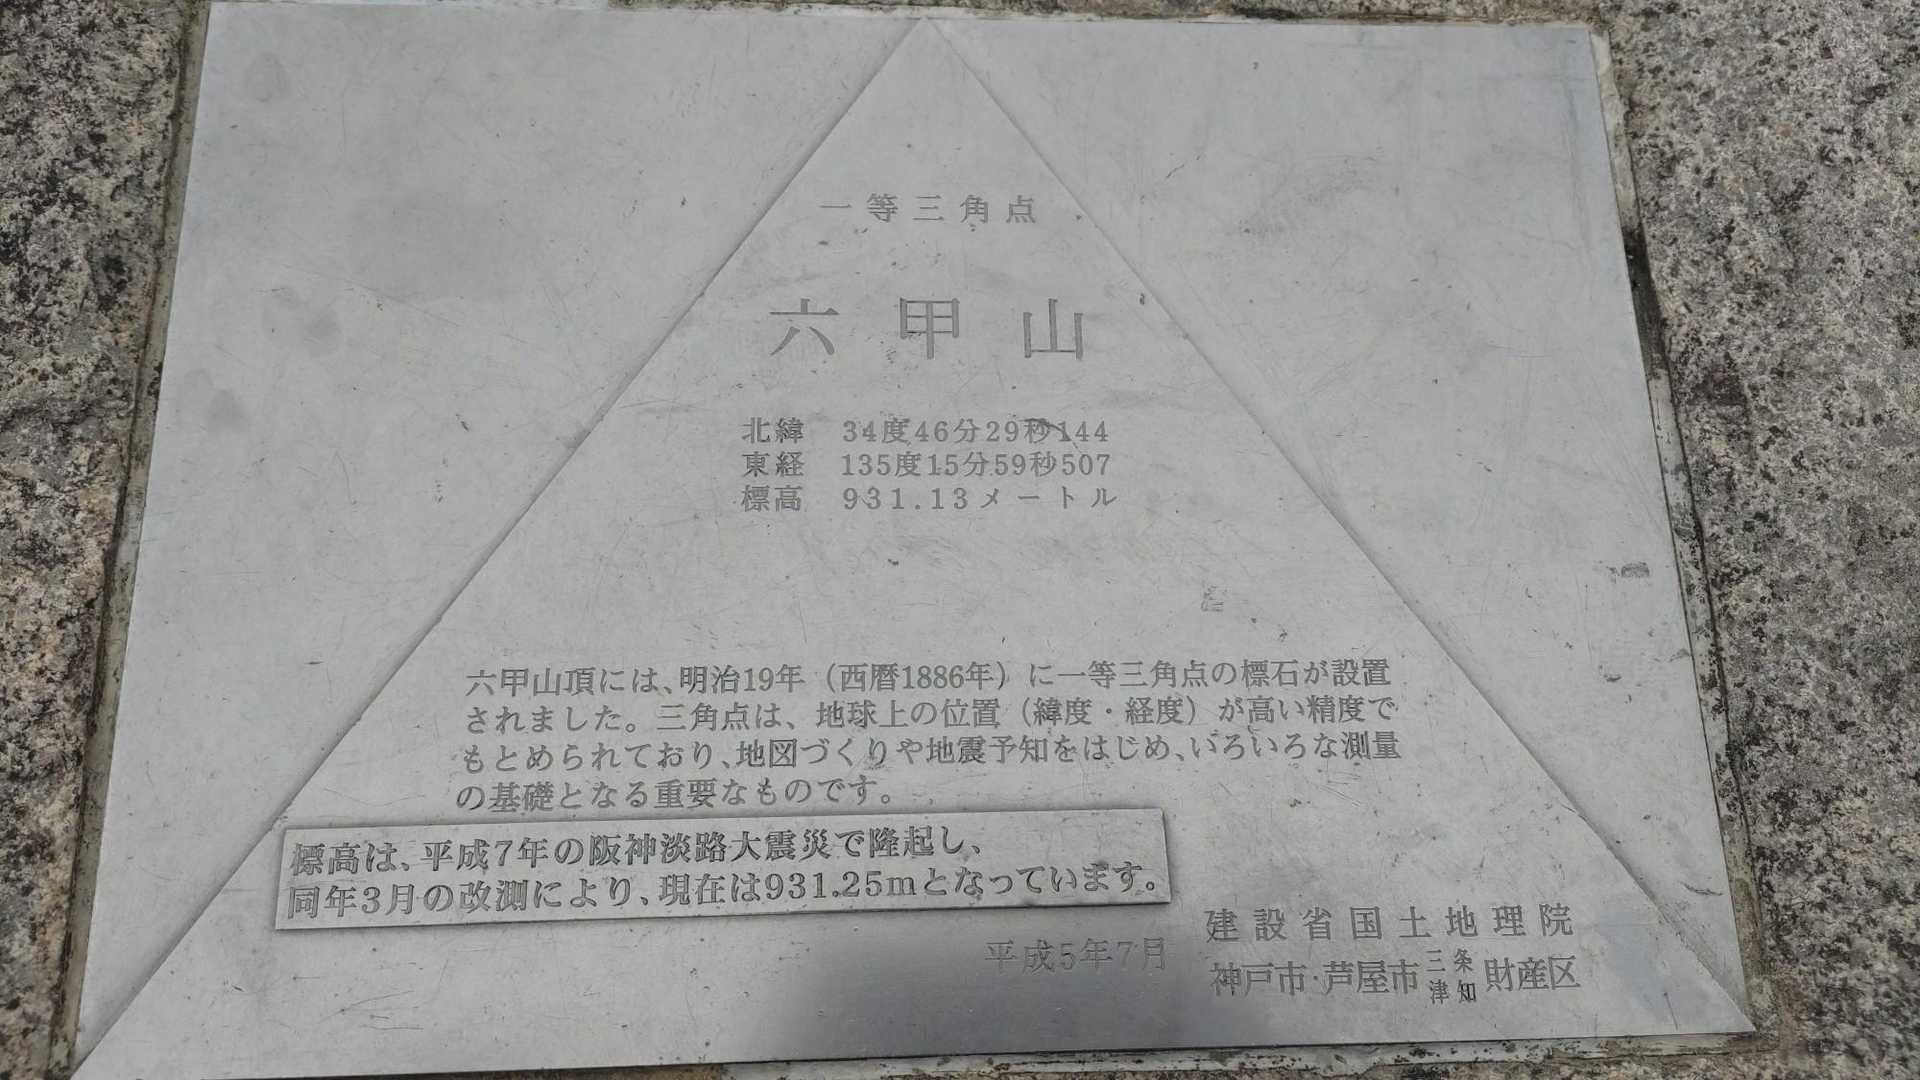 一等三角点
六甲山
北緯 34度46分29秒144
東経 135度15分59秒507
標高 931.13メートル
六甲山頂には、明治19年（西暦1886年）に一等三角点の標石が設置
されました。三角点は、地球上の位置（緯度・経度）が高い精度で
もとめられており、地図づくりや地震予知をはじめ、いろいろな測量
の基礎となる重要なものです。
標高は、平成7年の阪神淡路大震災で隆起し、
同年3月の改測により、現在は931.25mとなっています。
平成5年7月
建設省国土地理院
神戸市·芦屋市三条津知財産区